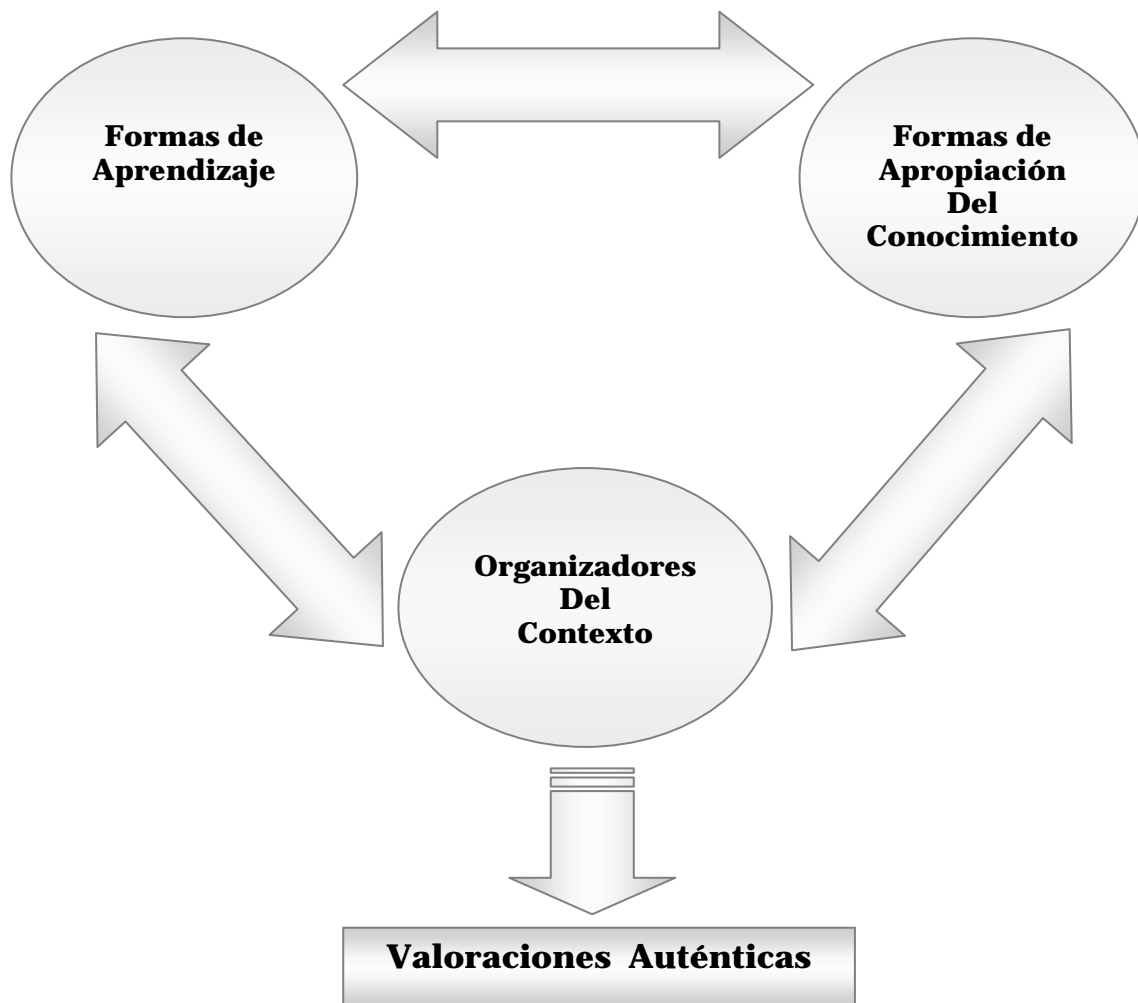 Formas de
Aprendizaje
Formas de
Apropiación
Del
Conocimiento
Organizadores
Del
Contexto
Valoraciones Auténticas